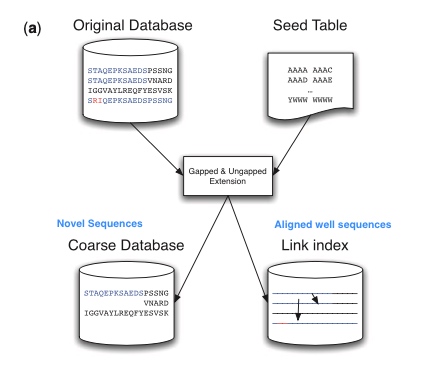 (a)
Original Database
Seed Table
STAQEPKSAEDSPSSNG
STAQEPKSAEDSVNARD
IGGVAYLREQFYESVSK
SRIQEPKSAEDSPSSNG
AAAA AAAC
AAAD AAAE
…
YWWW WWWW
Gapped & Ungapped
Extension
Novel Sequences
Coarse Database
Aligned well sequences
Link index
STAQEPKSAEDSPSSNG
VNARD
IGGVAYLREQFYESVSK